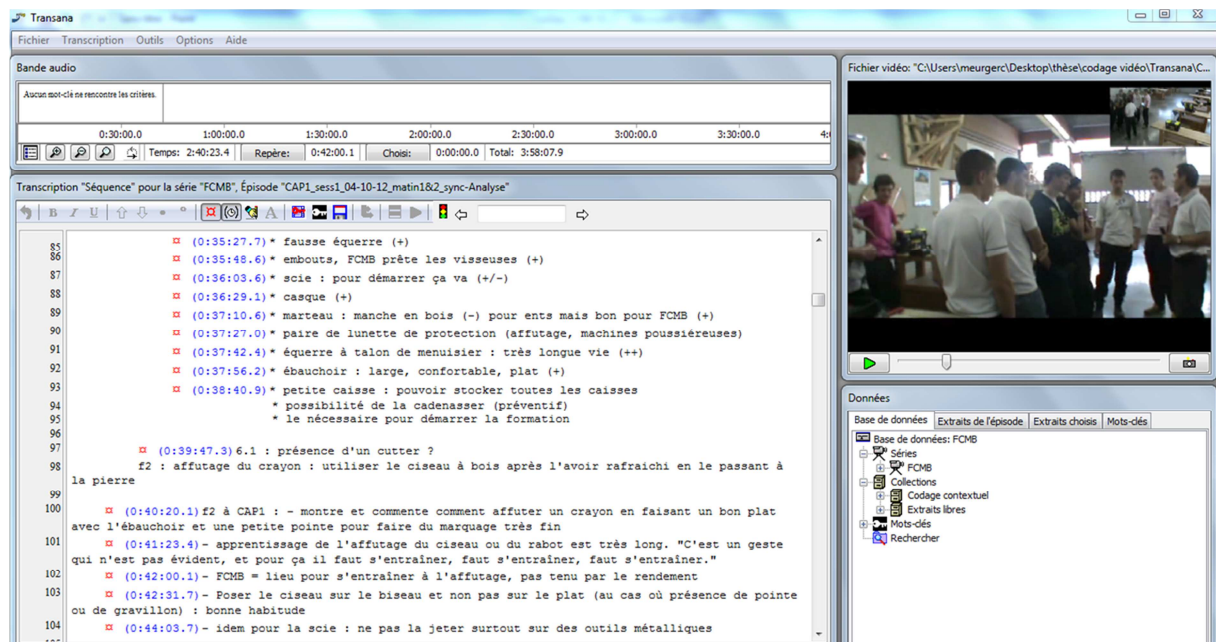 Transana
Fichier Transcription Outils Options Aide
Bande audio
Aucun mot-clé ne rencontre les critères.
0:30:00.0 1:00:00.0 1:30:00.0 2:00:00.0 2:30:00.0 3:00:00.0 3:30:00.0 4:
Temps: 2:40:23.4 Repère: 0:42:00.1 Choisi: 0:00:00.0 Total: 3:58:07.9
Transcription "Séquence" pour la série "FCMB", Épisode "CAP1_sess1_04-10-12_matin1&2_sync-Analyse"
B I U A
85 ¤ (0:35:27.7)* fausse équerre (+)
86 ¤ (0:35:48.6)* embouts, FCMB prête les visseuses (+)
87 ¤ (0:36:03.6)* scie : pour démarrer ça va (+/-)
88 ¤ (0:36:29.1)* casque (+)
89 ¤ (0:37:10.6)* marteau : manche en bois (-) pour ents mais bon pour FCMB (+)
90 ¤ (0:37:27.0)* paire de lunette de protection (affutage, machines poussiéreuses)
91 ¤ (0:37:42.4)* équerre à talon de menuisier : très longue vie (++)
92 ¤ (0:37:56.2)* ébauchoir : large, confortable, plat (+)
93 ¤ (0:38:40.9)* petite caisse : pouvoir stocker toutes les caisses
94 * possibilité de la cadenasser (préventif)
95 * le nécessaire pour démarrer la formation
96
97 ¤ (0:39:47.3)6.1 : présence d'un cutter ?
98 f2 : affutage du crayon : utiliser le ciseau à bois après l'avoir rafraichi en le passant à
la pierre
99
100 ¤ (0:40:20.1)f2 à CAP1 : - montre et commente comment affuter un crayon en faisant un bon plat
avec l'ébauchoir et une petite pointe pour faire du marquage très fin
101 ¤ (0:41:23.4)- apprentissage de l'affutage du ciseau ou du rabot est très long. "C'est un geste
qui n'est pas évident, et pour ça il faut s'entraîner, faut s'entraîner, faut s'entraîner."
102 ¤ (0:42:00.1)- FCMB = lieu pour s'entraîner à l'affutage, pas tenu par le rendement
103 ¤ (0:42:31.7)- Poser le ciseau sur le biseau et non pas sur le plat (au cas où présence de pointe
ou de gravillon) : bonne habitude
104 ¤ (0:44:03.7)- idem pour la scie : ne pas la jeter surtout sur des outils métalliques
Fichier vidéo: "C:\Users\meurgerc\Desktop\thèse\codage vidéo\Transana\C...
Données
Base de données Extraits de l'épisode Extraits choisis Mots-clés
Base de données: FCMB
Séries
FCMB
Collections
Codage contextuel
Extraits libres
Mots-clés
Rechercher